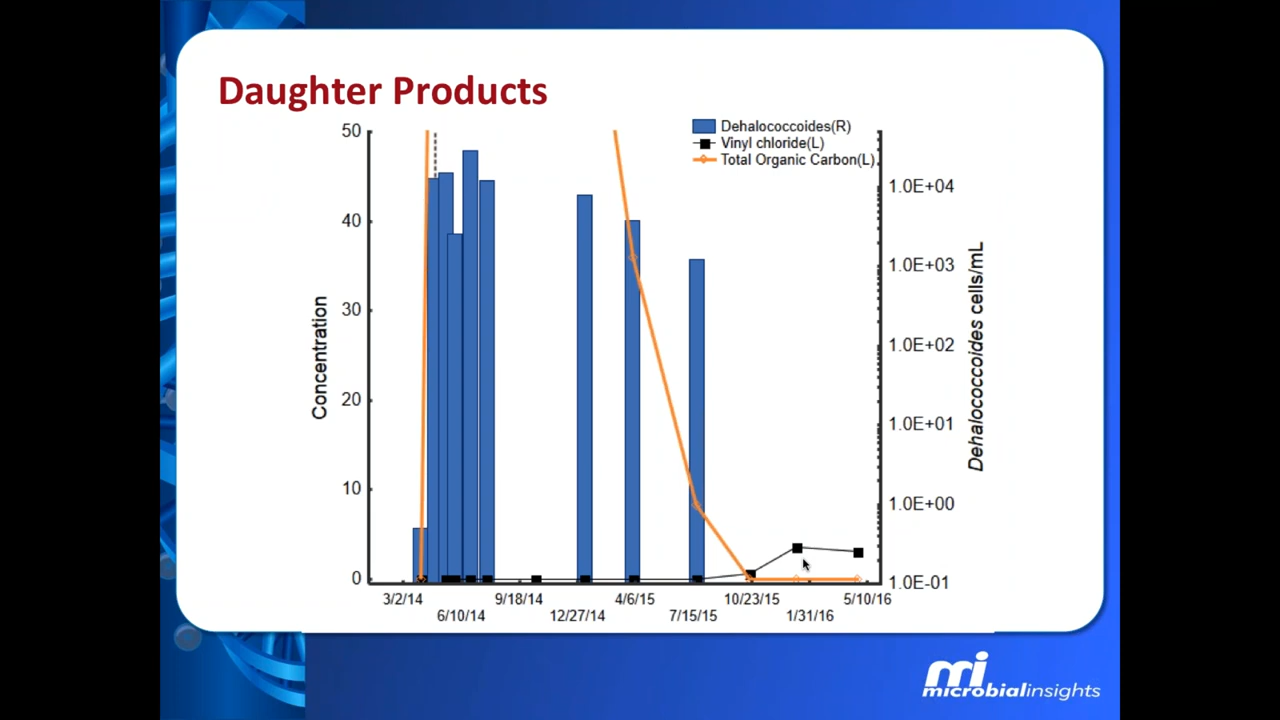 Daughter Products
Dehalococcoides(R)
Vinyl chloride(L)
Total Organic Carbon(L)
50
40
30
20
10
0
Concentration
1.0E+04
1.0E+03
1.0E+02
1.0E+01
1.0E+00
1.0E-01
Dehalococcoides cells/mL
3/2/14
9/18/14
4/6/15
10/23/15
5/10/16
6/10/14
12/27/14
7/15/15
1/31/16
mi
microbialinsights